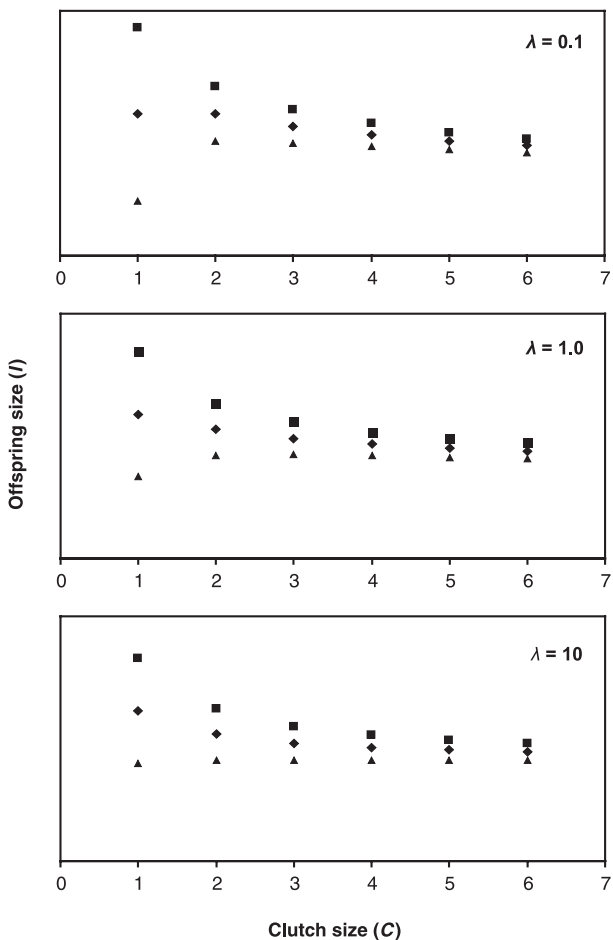 λ = 0.1
0 1 2 3 4 5 6 7
λ = 1.0
0 1 2 3 4 5 6 7
λ = 10
0 1 2 3 4 5 6 7
Offspring size (I)
Clutch size (C)